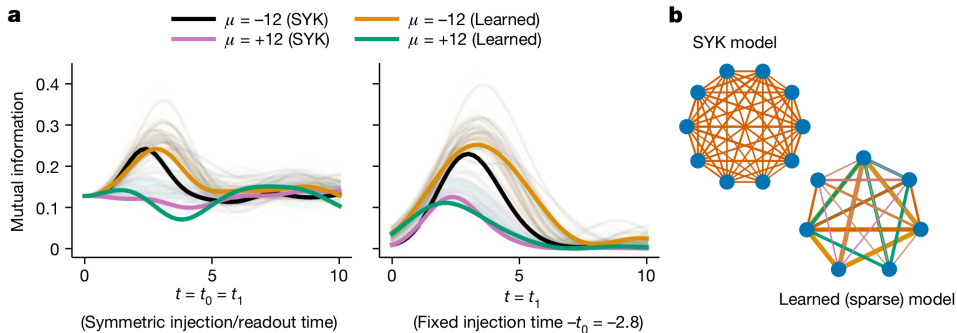 a
μ = −12 (SYK)
μ = −12 (Learned)
μ = +12 (SYK)
μ = +12 (Learned)
Mutual information
0.4
0.3
0.2
0.1
0
0
5
10
t = t₀ = t₁
(Symmetric injection/readout time)
0
5
10
t = t₁
(Fixed injection time −t₀ = −2.8)
b
SYK model
Learned (sparse) model